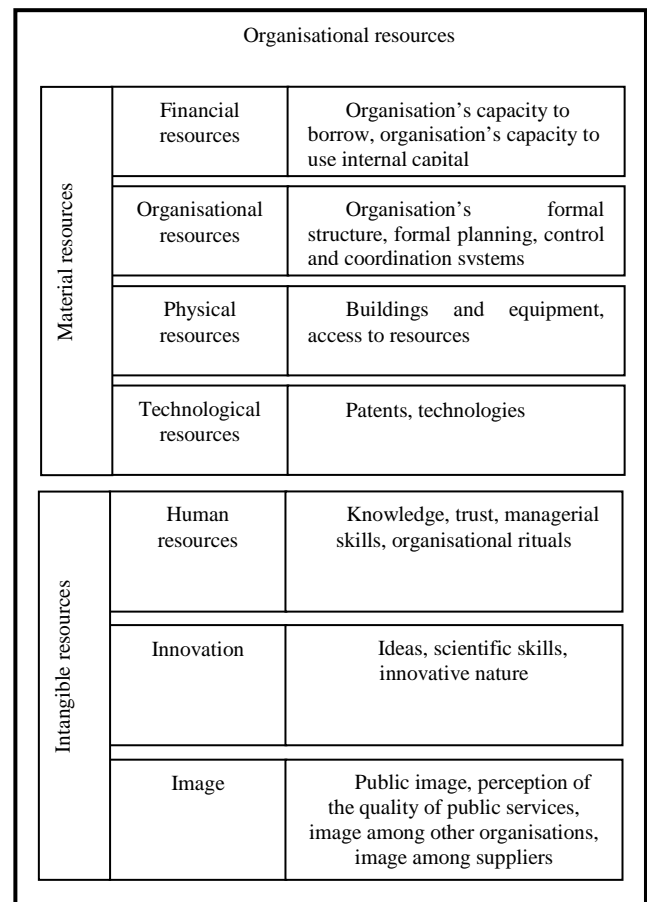 Organisational resources
Material resources
Financial
resources
Organisation's capacity to
borrow, organisation's capacity to
use internal capital
Organisational
resources
Organisation's formal
structure, formal planning, control
and coordination systems
Physical
resources
Buildings and equipment,
access to resources
Technological
resources
Patents, technologies
Intangible resources
Human
resources
Knowledge, trust, managerial
skills, organisational rituals
Innovation
Ideas, scientific skills,
innovative nature
Image
Public image, perception of
the quality of public services,
image among other organisations,
image among suppliers